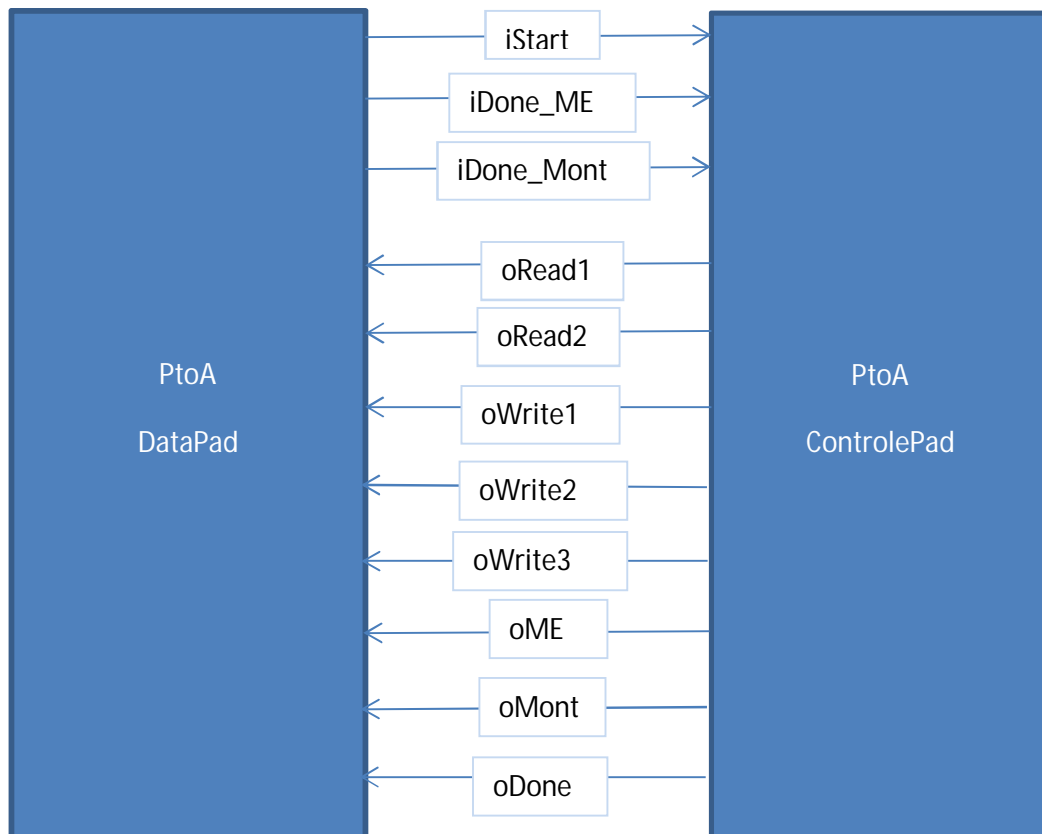 iStart
iDone_ME
iDone_Mont
oRead1
oRead2
PtoA
DataPad
oWrite1
oWrite2
oWrite3
oME
oMont
oDone
PtoA
ControlePad